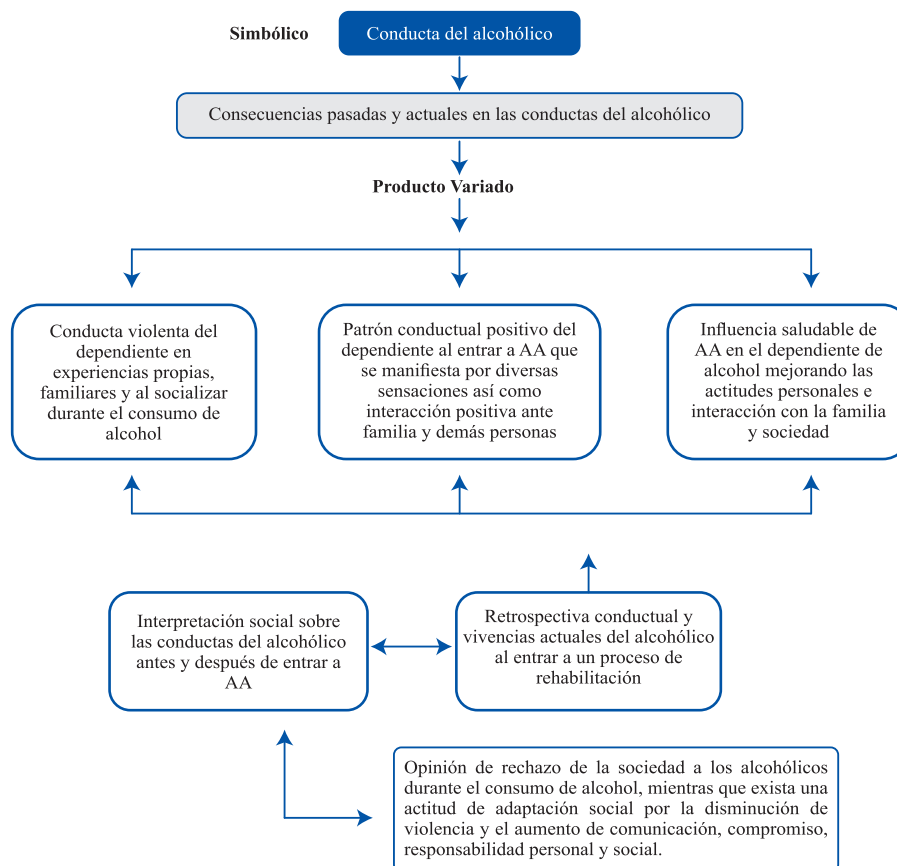 Simbólico
Conducta del alcohólico
Consecuencias pasadas y actuales en las conductas del alcohólico
Producto Variado
Conducta violenta del
dependiente en
experiencias propias,
familiares y al socializar
durante el consumo de
alcohol
Patrón conductual positivo del
dependiente al entrar a AA que
se manifiesta por diversas
sensaciones así como
interacción positiva ante
familia y demás personas
Influencia saludable de
AA en el dependiente de
alcohol mejorando las
actitudes personales e
interacción con la familia
y sociedad
Interpretación social sobre
las conductas del alcohólico
antes y después de entrar a
AA
Retrospectiva conductual y
vivencias actuales del alcohólico
al entrar a un proceso de
rehabilitación
Opinión de rechazo de la sociedad a los alcohólicos
durante el consumo de alcohol, mientras que exista una
actitud de adaptación social por la disminución de
violencia y el aumento de comunicación, compromiso,
responsabilidad personal y social.